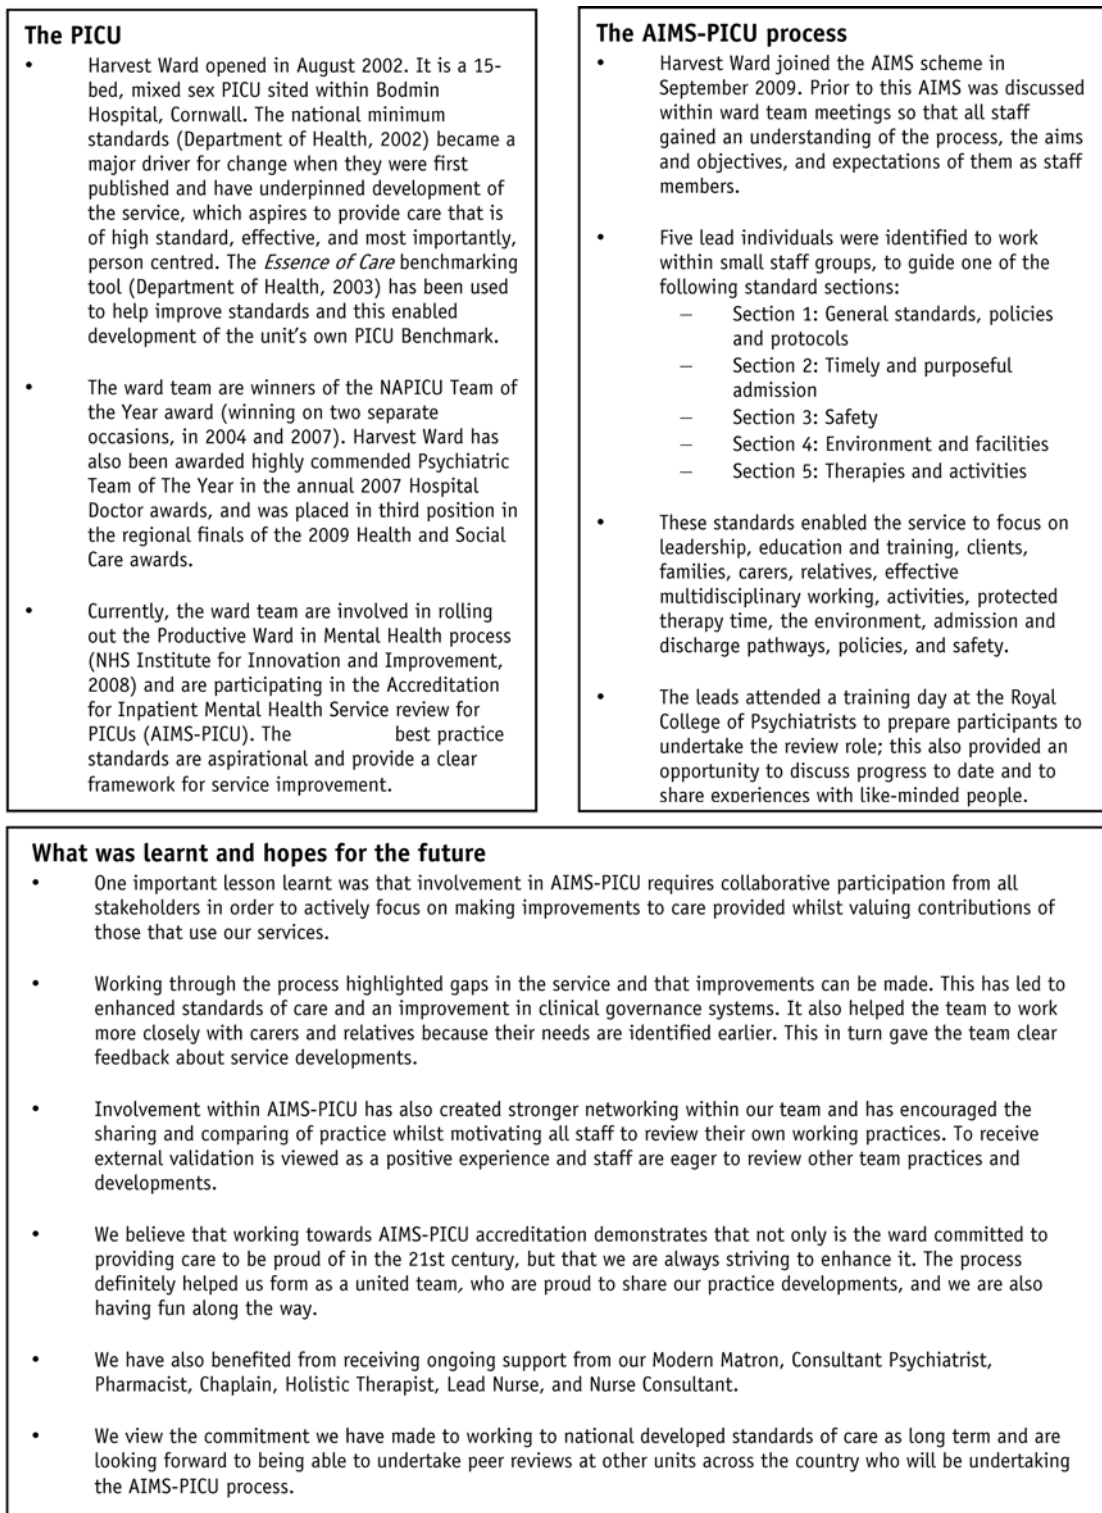 The PICU
• Harvest Ward opened in August 2002. It is a 15-
bed, mixed sex PICU sited within Bodmin
Hospital, Cornwall. The national minimum
standards (Department of Health, 2002) became a
major driver for change when they were first
published and have underpinned development of
the service, which aspires to provide care that is
of high standard, effective, and most importantly,
person centred. The Essence of Care benchmarking
tool (Department of Health, 2003) has been used
to help improve standards and this enabled
development of the unit's own PICU Benchmark.
• The ward team are winners of the NAPICU Team of
the Year award (winning on two separate
occasions, in 2004 and 2007). Harvest Ward has
also been awarded highly commended Psychiatric
Team of The Year in the annual 2007 Hospital
Doctor awards, and was placed in third position in
the regional finals of the 2009 Health and Social
Care awards.
• Currently, the ward team are involved in rolling
out the Productive Ward in Mental Health process
(NHS Institute for Innovation and Improvement,
2008) and are participating in the Accreditation
for Inpatient Mental Health Service review for
PICUs (AIMS-PICU). The best practice
standards are aspirational and provide a clear
framework for service improvement.
The AIMS-PICU process
• Harvest Ward joined the AIMS scheme in
September 2009. Prior to this AIMS was discussed
within ward team meetings so that all staff
gained an understanding of the process, the aims
and objectives, and expectations of them as staff
members.
• Five lead individuals were identified to work
within small staff groups, to guide one of the
following standard sections:
– Section 1: General standards, policies
and protocols
– Section 2: Timely and purposeful
admission
– Section 3: Safety
– Section 4: Environment and facilities
– Section 5: Therapies and activities
• These standards enabled the service to focus on
leadership, education and training, clients,
families, carers, relatives, effective
multidisciplinary working, activities, protected
therapy time, the environment, admission and
discharge pathways, policies, and safety.
• The leads attended a training day at the Royal
College of Psychiatrists to prepare participants to
undertake the review role; this also provided an
opportunity to discuss progress to date and to
share experiences with like-minded people.
What was learnt and hopes for the future
• One important lesson learnt was that involvement in AIMS-PICU requires collaborative participation from all
stakeholders in order to actively focus on making improvements to care provided whilst valuing contributions of
those that use our services.
• Working through the process highlighted gaps in the service and that improvements can be made. This has led to
enhanced standards of care and an improvement in clinical governance systems. It also helped the team to work
more closely with carers and relatives because their needs are identified earlier. This in turn gave the team clear
feedback about service developments.
• Involvement within AIMS-PICU has also created stronger networking within our team and has encouraged the
sharing and comparing of practice whilst motivating all staff to review their own working practices. To receive
external validation is viewed as a positive experience and staff are eager to review other team practices and
developments.
• We believe that working towards AIMS-PICU accreditation demonstrates that not only is the ward committed to
providing care to be proud of in the 21st century, but that we are always striving to enhance it. The process
definitely helped us form as a united team, who are proud to share our practice developments, and we are also
having fun along the way.
• We have also benefited from receiving ongoing support from our Modern Matron, Consultant Psychiatrist,
Pharmacist, Chaplain, Holistic Therapist, Lead Nurse, and Nurse Consultant.
• We view the commitment we have made to working to national developed standards of care as long term and are
looking forward to being able to undertake peer reviews at other units across the country who will be undertaking
the AIMS-PICU process.